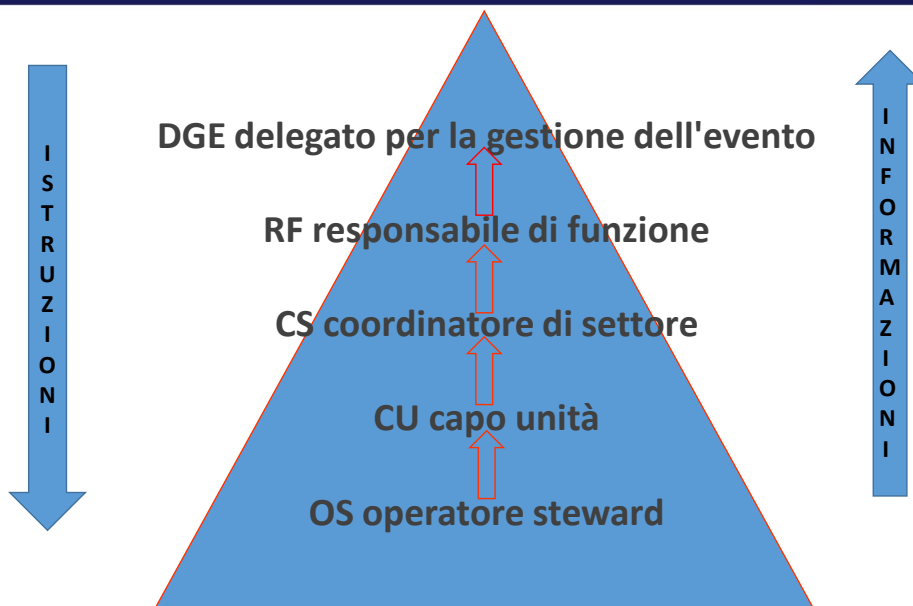 ISTRUZIONI
DGE delegato per la gestione dell'evento
RF responsabile di funzione
CS coordinatore di settore
CU capo unità
OS operatore steward
INFORMAZIONI